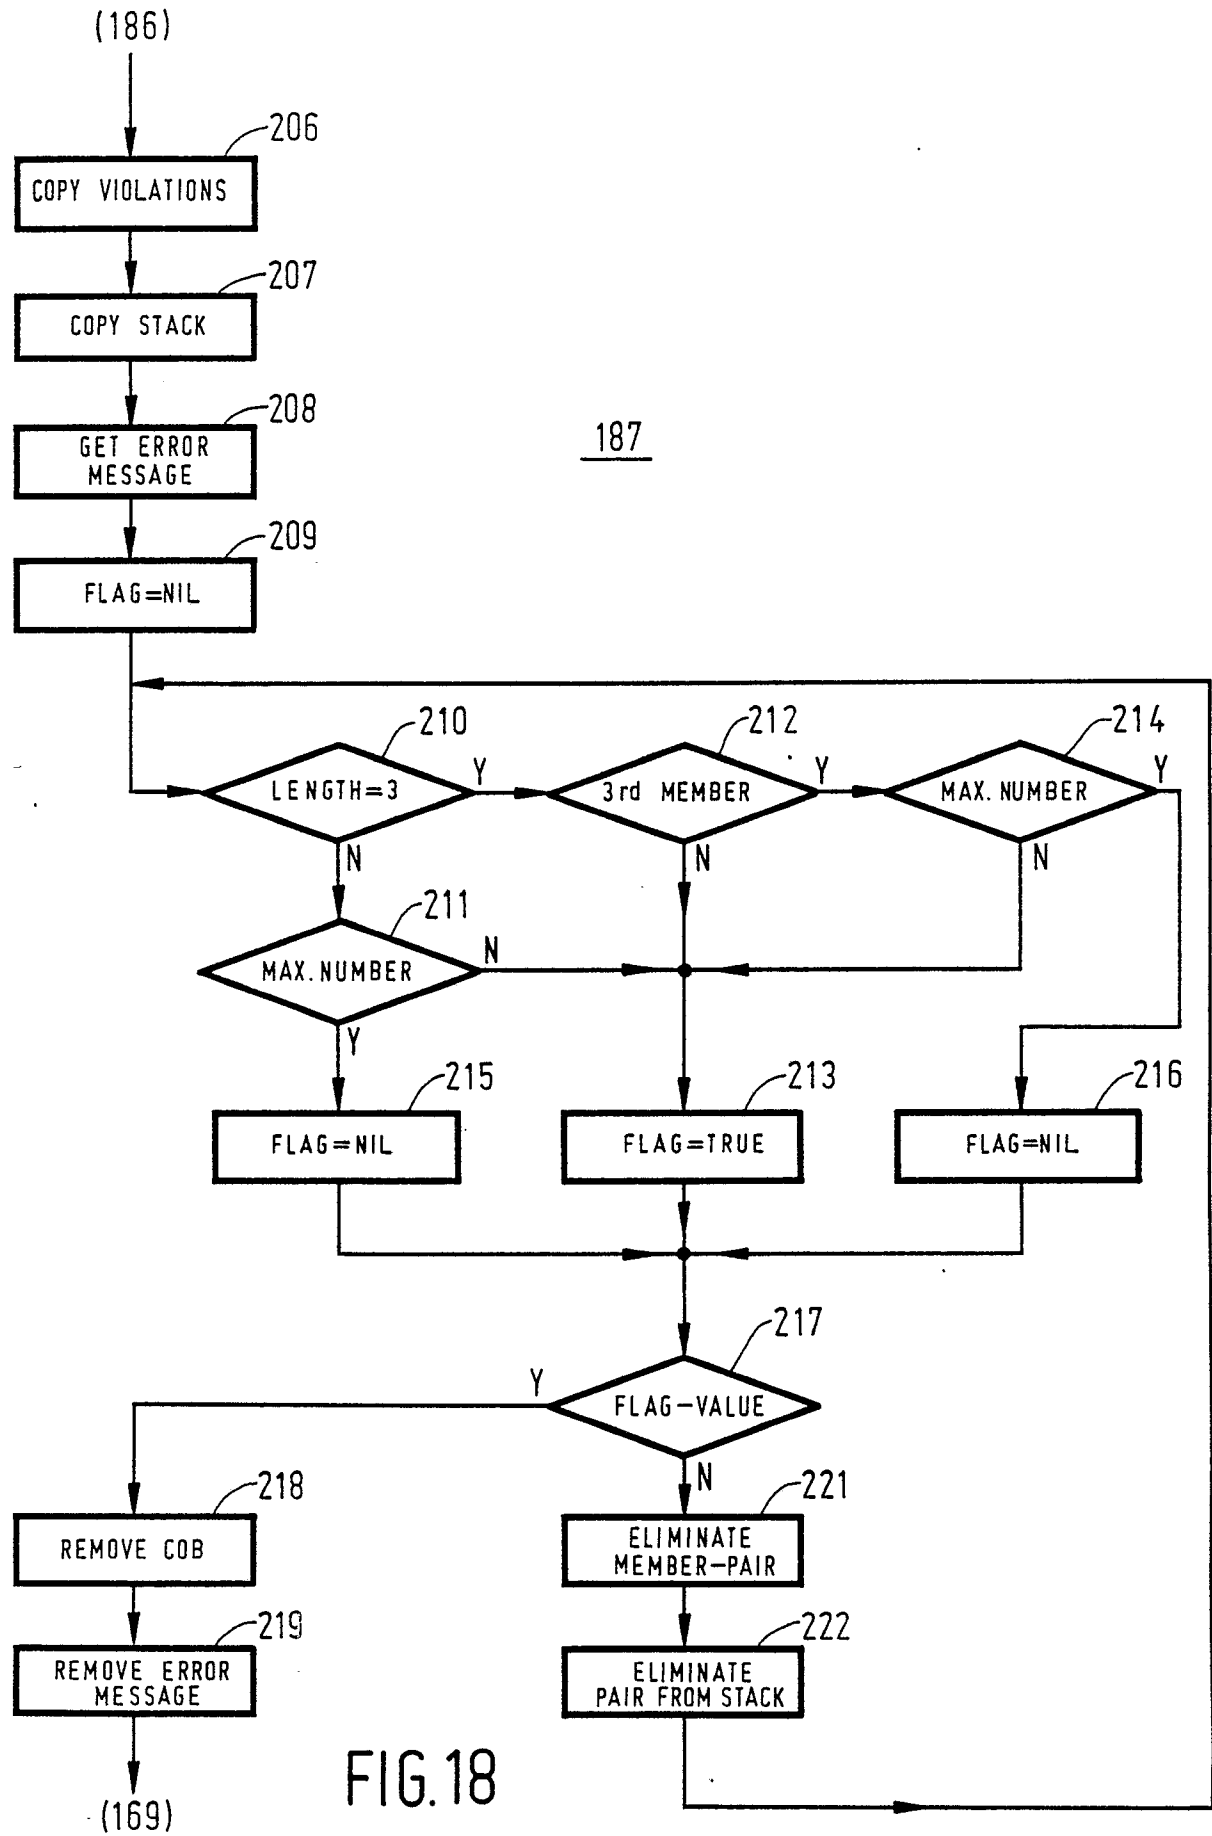 (186)
206
COPY VIOLATIONS
207
COPY STACK
208
GET ERROR
MESSAGE
187
209
FLAG=NIL
210
LENGTH=3
Y
N
212
3rd MEMBER
Y
N
214
MAX. NUMBER
Y
N
211
MAX. NUMBER
N
Y
215
FLAG=NIL
213
FLAG=TRUE
216
FLAG=NIL
217
FLAG-VALUE
Y
N
218
REMOVE COB
221
ELIMINATE
MEMBER-PAIR
219
REMOVE ERROR
MESSAGE
222
ELIMINATE
PAIR FROM STACK
(169)
FIG.18